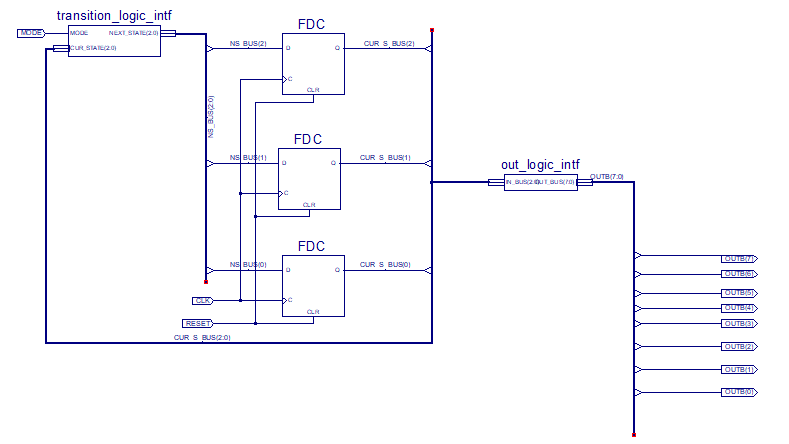 transition_logic_intf
MODE
MODE
NEXT_STATE(2:0)
CUR_STATE(2:0)
NS_BUS(2:0)
FDC
NS_BUS(2)
D
Q
CUR_S_BUS(2)
C
CLR
FDC
NS_BUS(1)
D
Q
CUR_S_BUS(1)
C
CLR
FDC
NS_BUS(0)
D
Q
CUR_S_BUS(0)
CLK
C
CLR
RESET
CUR_S_BUS(2:0)
out_logic_intf
IN_BUS(2:0)
OUT_BUS(7:0)
OUTB(7:0)
OUTB(7)
OUTB(6)
OUTB(5)
OUTB(4)
OUTB(3)
OUTB(2)
OUTB(1)
OUTB(0)